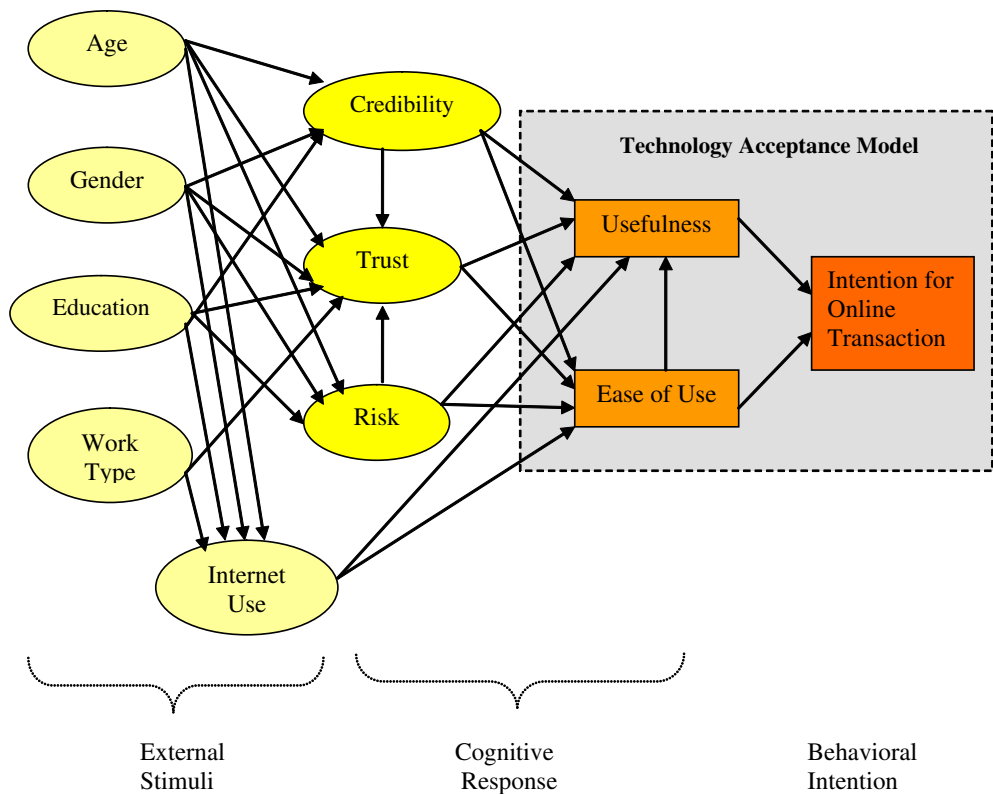 Age
Credibility
Technology Acceptance Model
Gender
Usefulness
Trust
Education
Intention for
Online
Transaction
Ease of Use
Risk
Work
Type
Internet
Use
External
Stimuli
Cognitive
Response
Behavioral
Intention